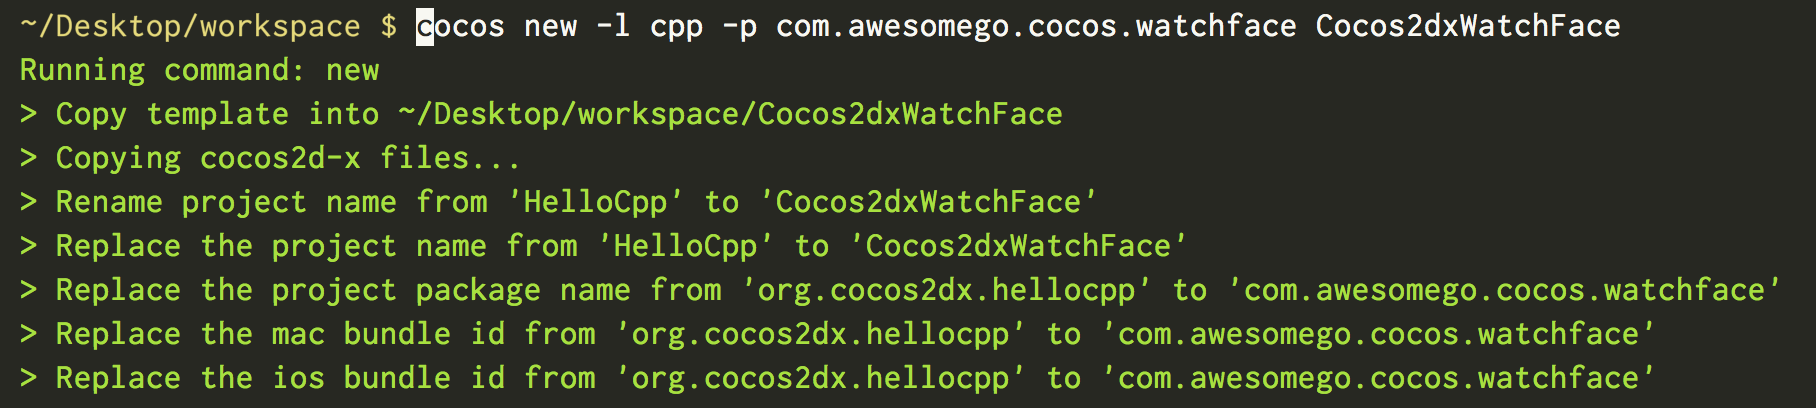 ~/Desktop/workspace $ cocos new -l cpp -p com.awesomego.cocos.watchface Cocos2dxWatchFace
Running command: new
> Copy template into ~/Desktop/workspace/Cocos2dxWatchFace
> Copying cocos2d-x files...
> Rename project name from 'HelloCpp' to 'Cocos2dxWatchFace'
> Replace the project name from 'HelloCpp' to 'Cocos2dxWatchFace'
> Replace the project package name from 'org.cocos2dx.hellocpp' to 'com.awesomego.cocos.watchface'
> Replace the mac bundle id from 'org.cocos2dx.hellocpp' to 'com.awesomego.cocos.watchface'
> Replace the ios bundle id from 'org.cocos2dx.hellocpp' to 'com.awesomego.cocos.watchface'